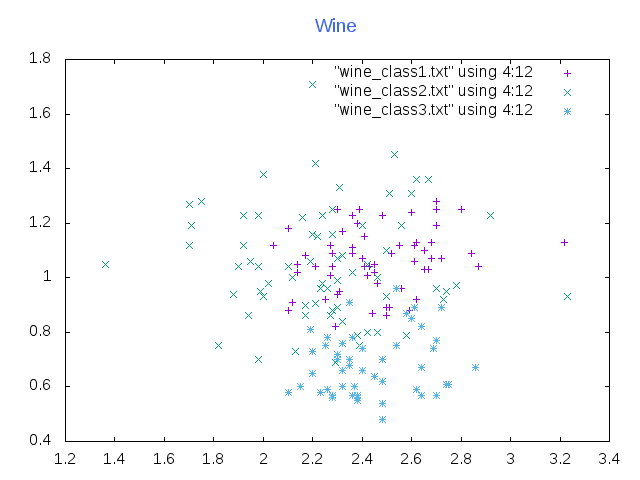 Wine
1.8
"wine_class1.txt" using 4:12
"wine_class2.txt" using 4:12
"wine_class3.txt" using 4:12
1.6
1.4
1.2
1
0.8
0.6
0.4
1.2 1.4 1.6 1.8 2 2.2 2.4 2.6 2.8 3 3.2 3.4